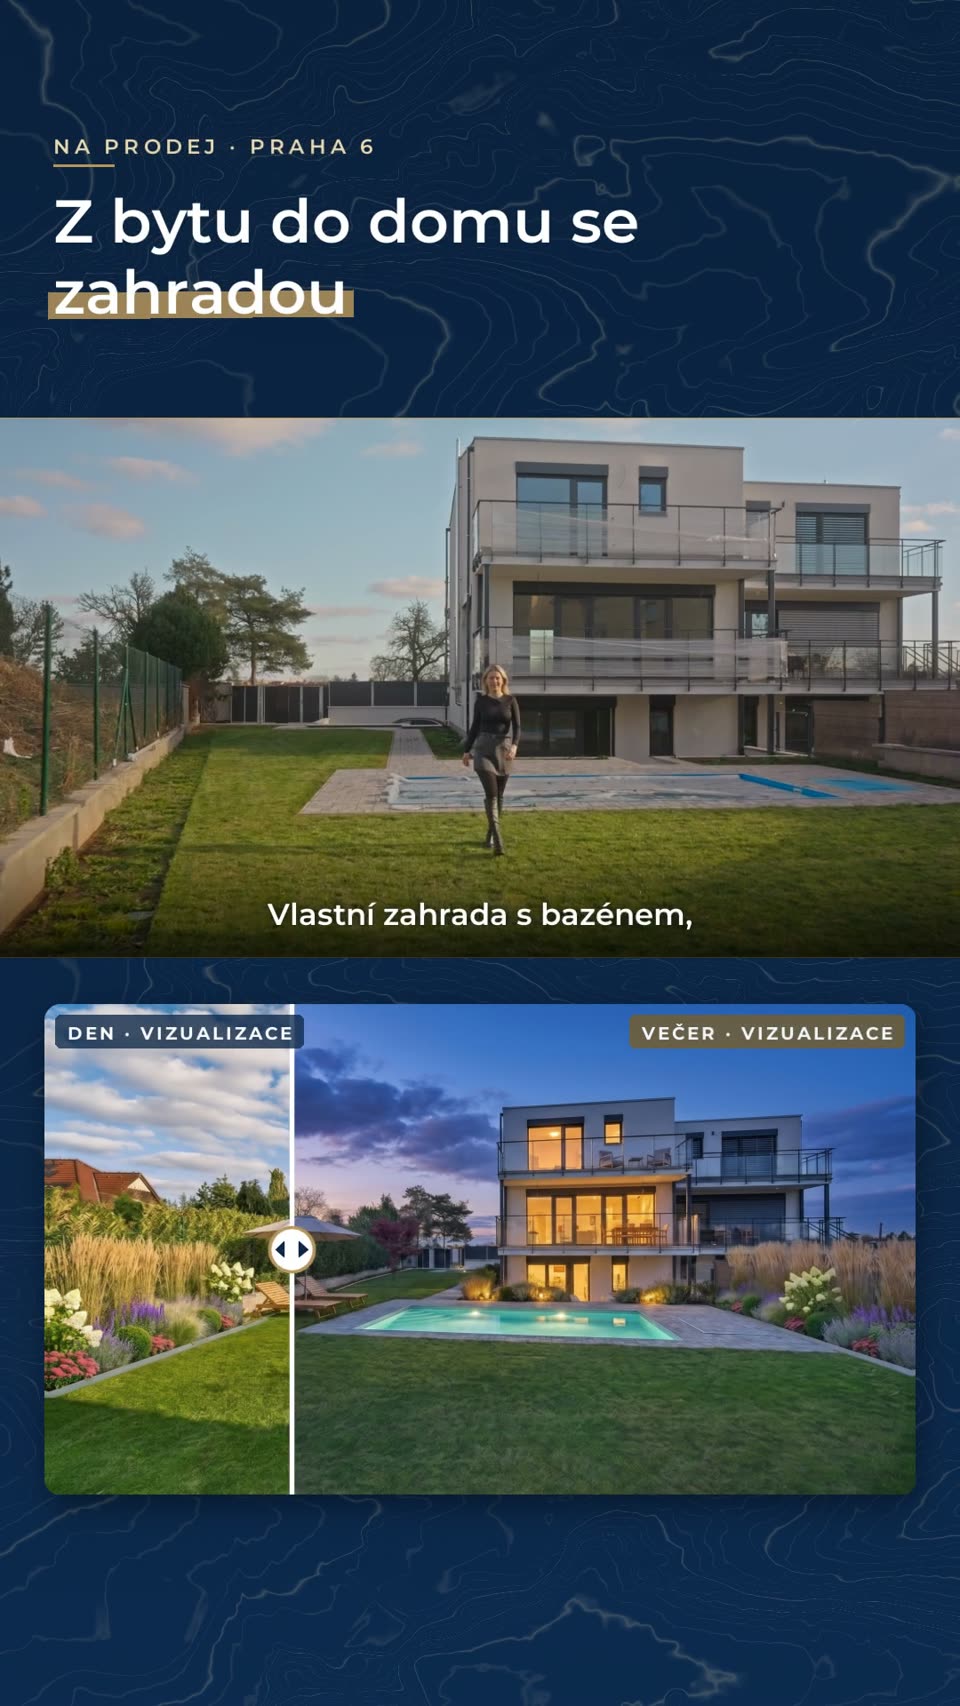 NA PRODEJ · PRAHA 6
Z bytu do domu se
zahradou
Vlastní zahrada s bazénem,
DEN · VIZUALIZACE
VEČER · VIZUALIZACE